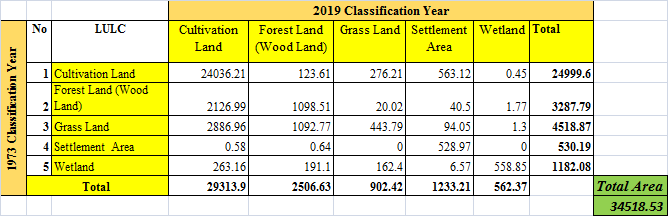 2019 Classification Year
1973 Classification Year
No LULC Cultivation Land Forest Land (Wood Land) Grass Land Settlement Area Wetland Total
1 Cultivation Land 24036.21 123.61 276.21 563.12 0.45 24999.6
2 Forest Land (Wood Land) 2126.99 1098.51 20.02 40.5 1.77 3287.79
3 Grass Land 2886.96 1092.77 443.79 94.05 1.3 4518.87
4 Settlement Area 0.58 0.64 0 528.97 0 530.19
5 Wetland 263.16 191.1 162.4 6.57 558.85 1182.08
Total 29313.9 2506.63 902.42 1233.21 562.37
Total Area
34518.53